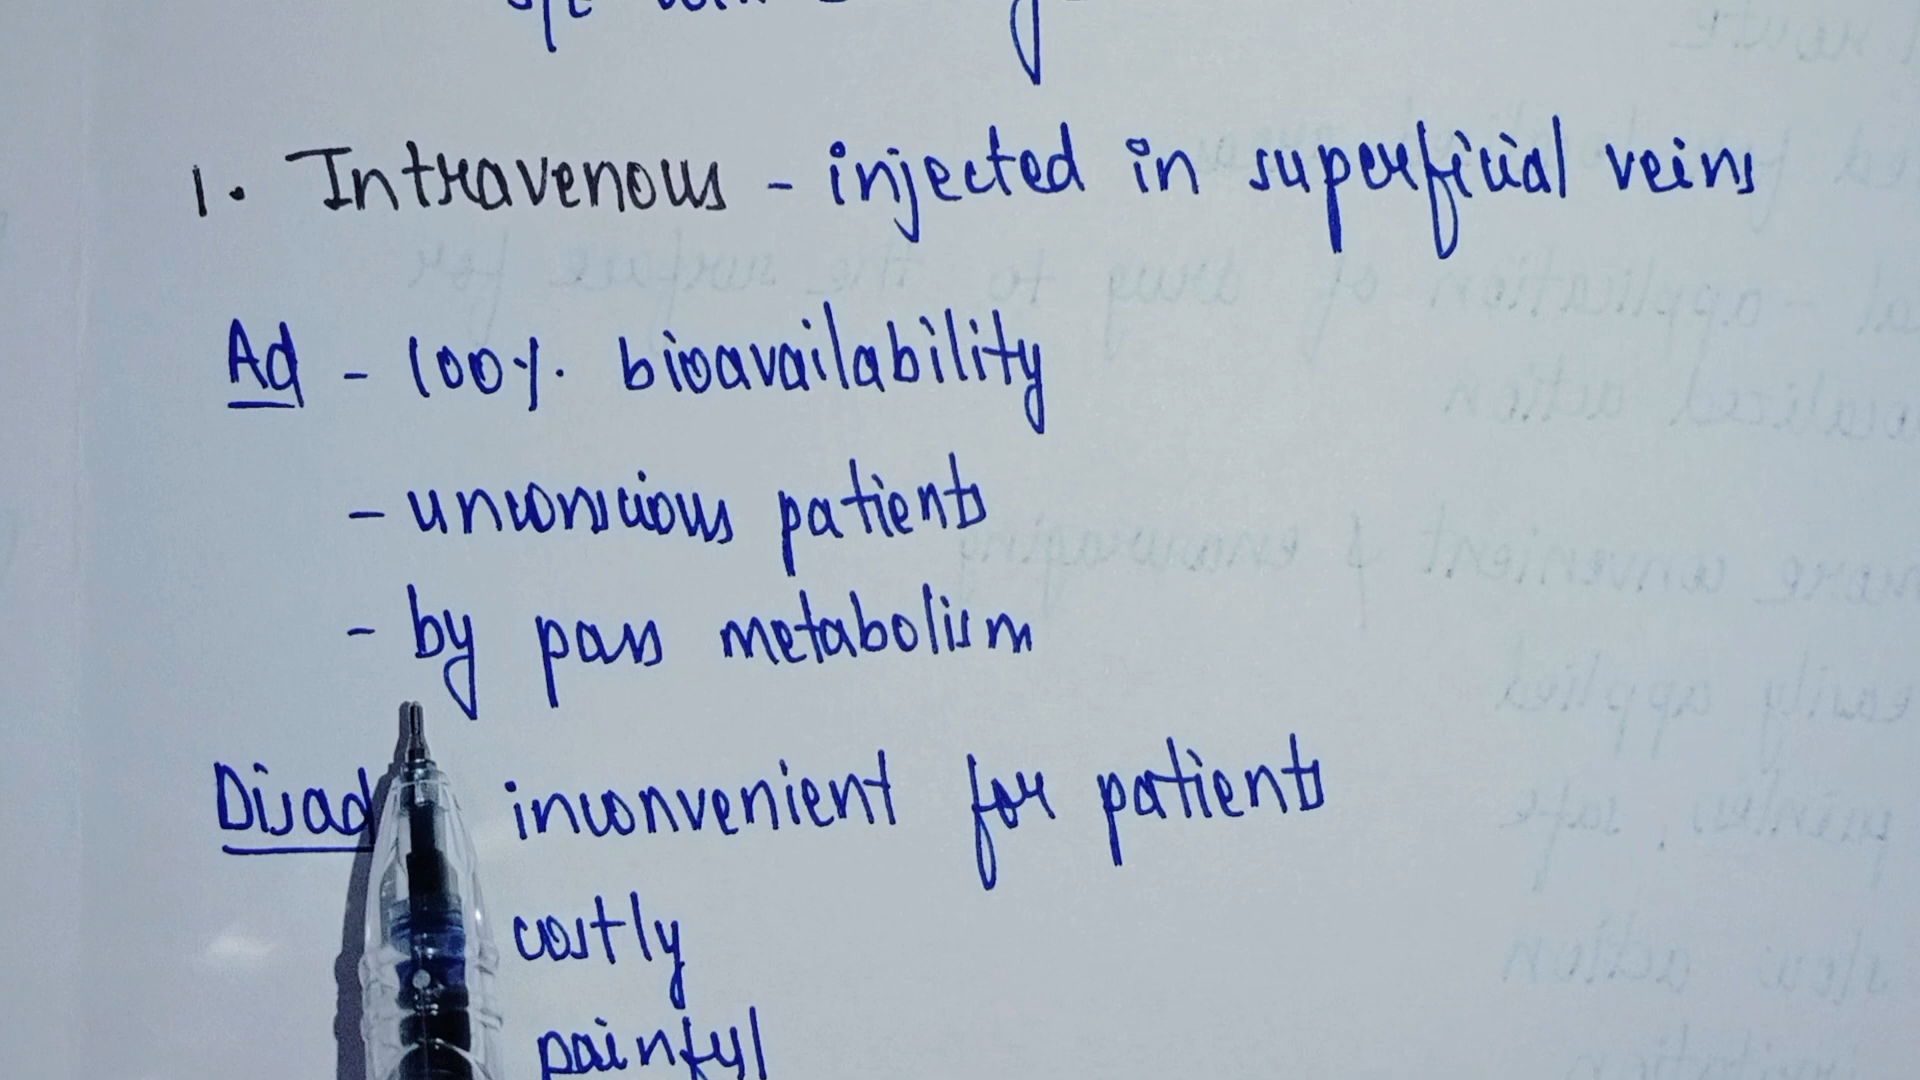 1. Intravenous - injected in superficial veins
Ad - 100%. bioavailability
- unconscious patients
- by pass metabolism
Disad inconvenient for patients
costly
painful